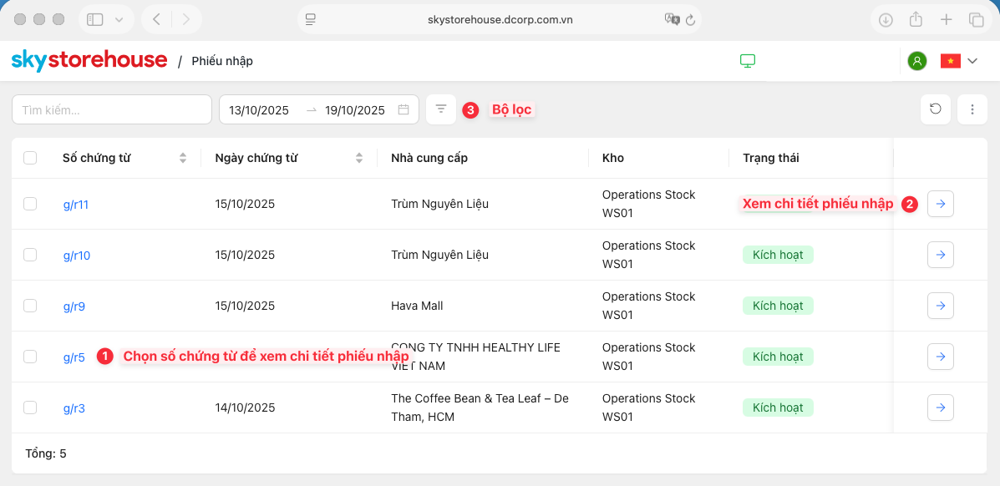 skystorehouse.dcorp.com.vn
skystorehouse / Phiếu nhập
Tìm kiếm...
13/10/2025 → 19/10/2025
3 Bộ lọc
Số chứng từ Ngày chứng từ Nhà cung cấp Kho Trạng thái
g/r11 15/10/2025 Trùm Nguyên Liệu Operations Stock WS01
Xem chi tiết phiếu nhập 2
g/r10 15/10/2025 Trùm Nguyên Liệu Operations Stock WS01 Kích hoạt
g/r9 15/10/2025 Hava Mall Operations Stock WS01 Kích hoạt
g/r5 1 Chọn số chứng từ để xem chi tiết phiếu nhập
CONG TY TNHH HEALTHY LIFE
VIET NAM
Operations Stock
WS01
Kích hoạt
g/r3 14/10/2025
The Coffee Bean & Tea Leaf – De
Tham, HCM
Operations Stock
WS01
Kích hoạt
Tổng: 5